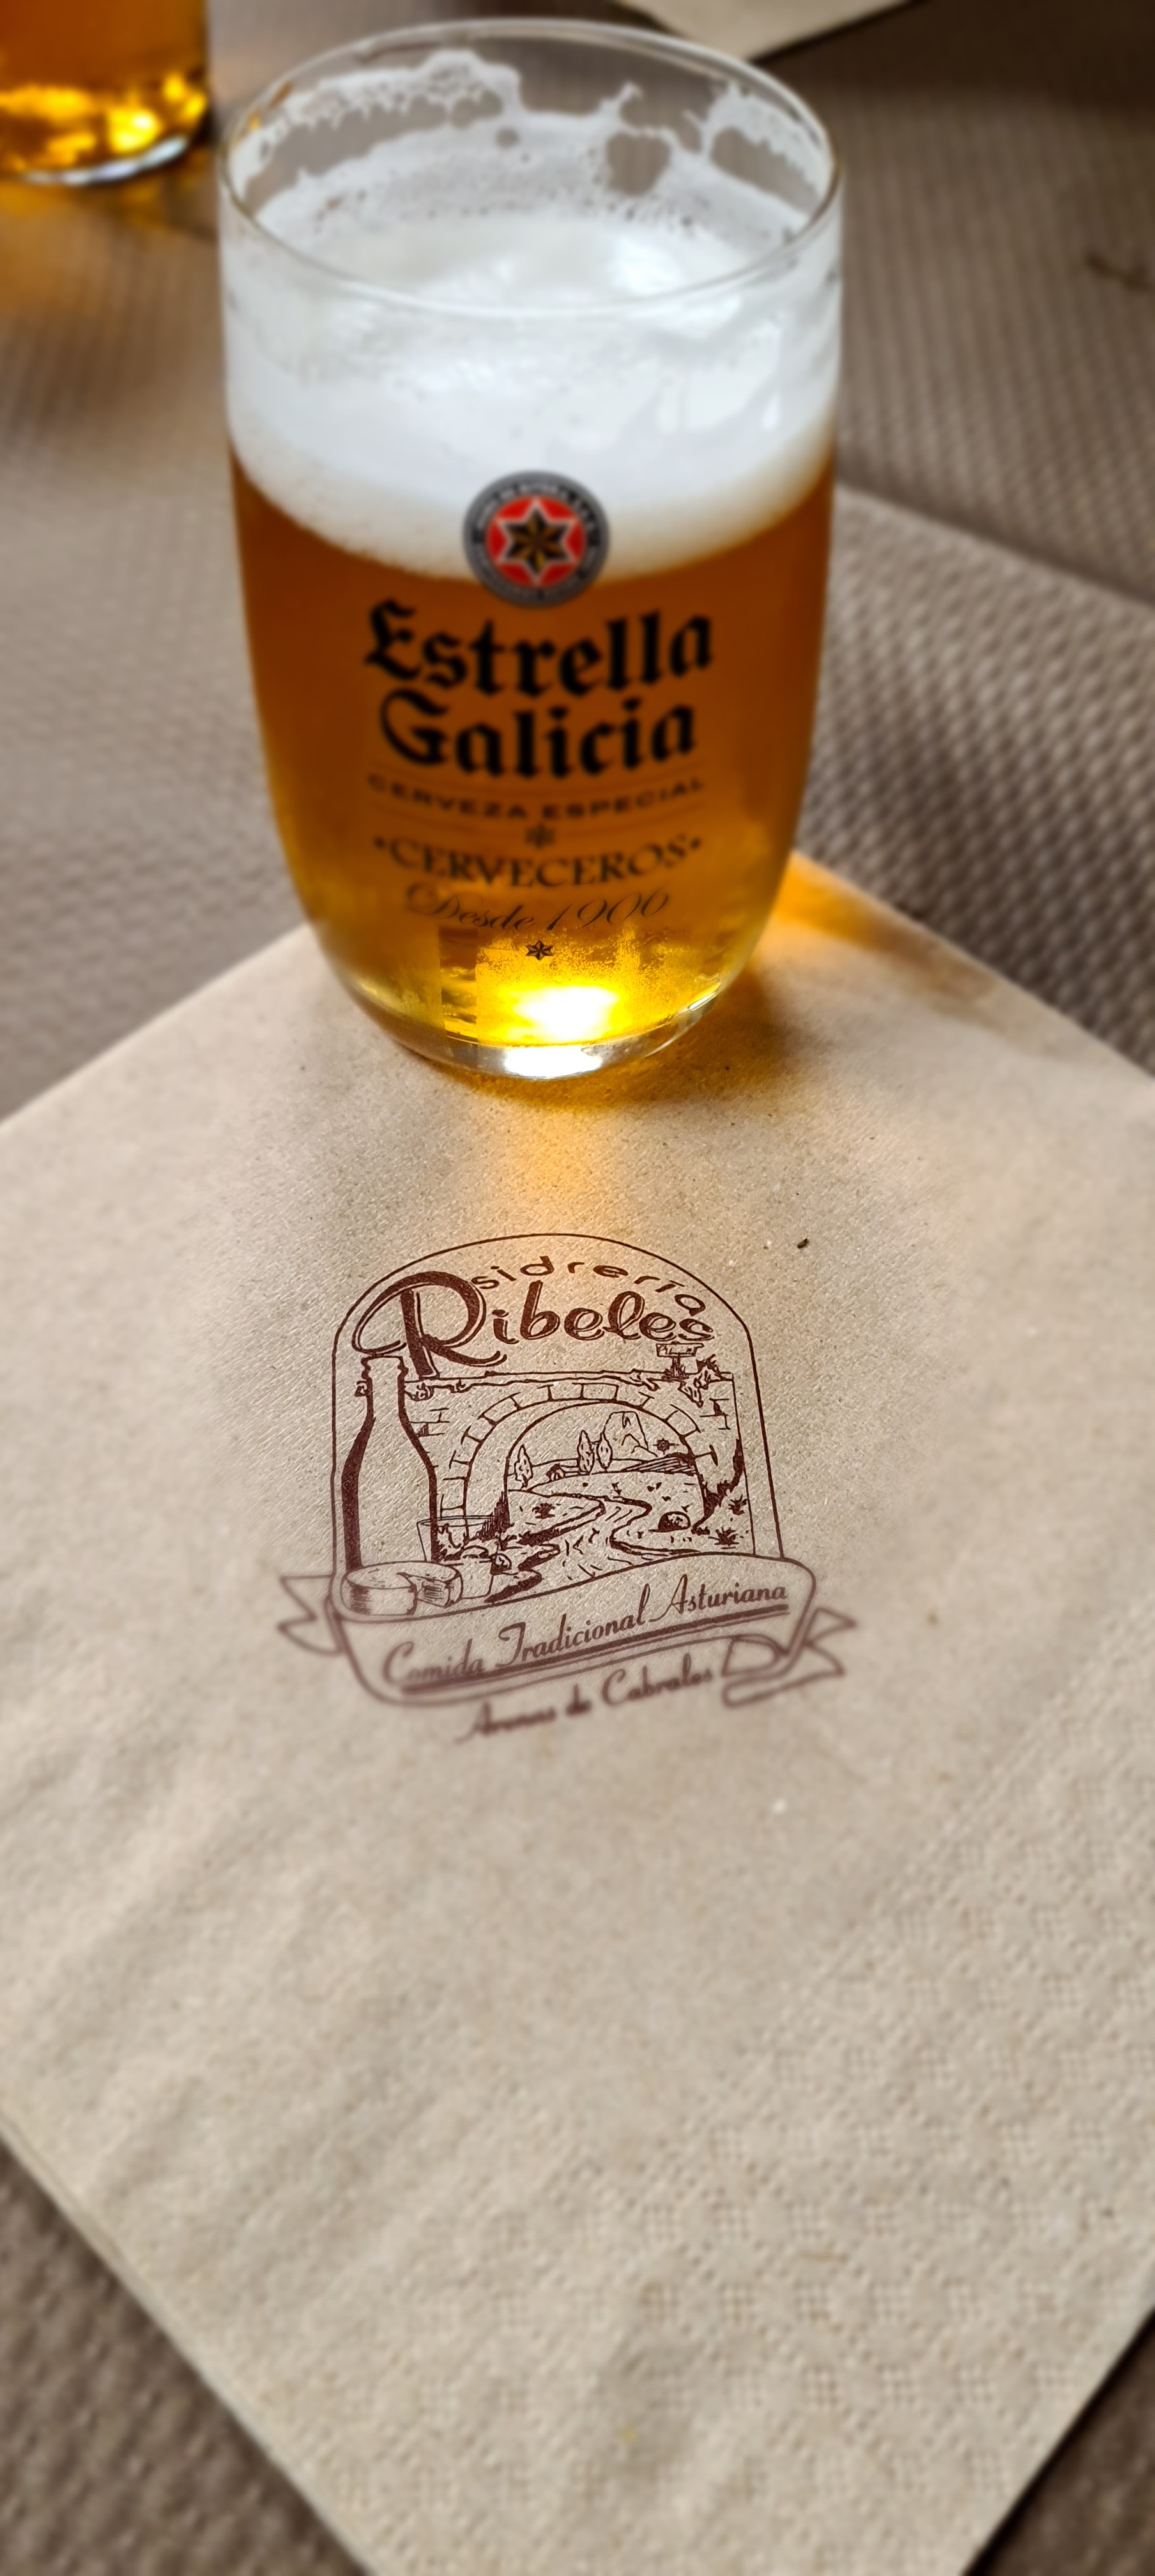 Estrella
Galicia
CERVEZA ESPECIAL
•CERVECEROS•
Desde 1906
sidrería
Ribeles
Comida Tradicional Asturiana
Arenas de Cabrales